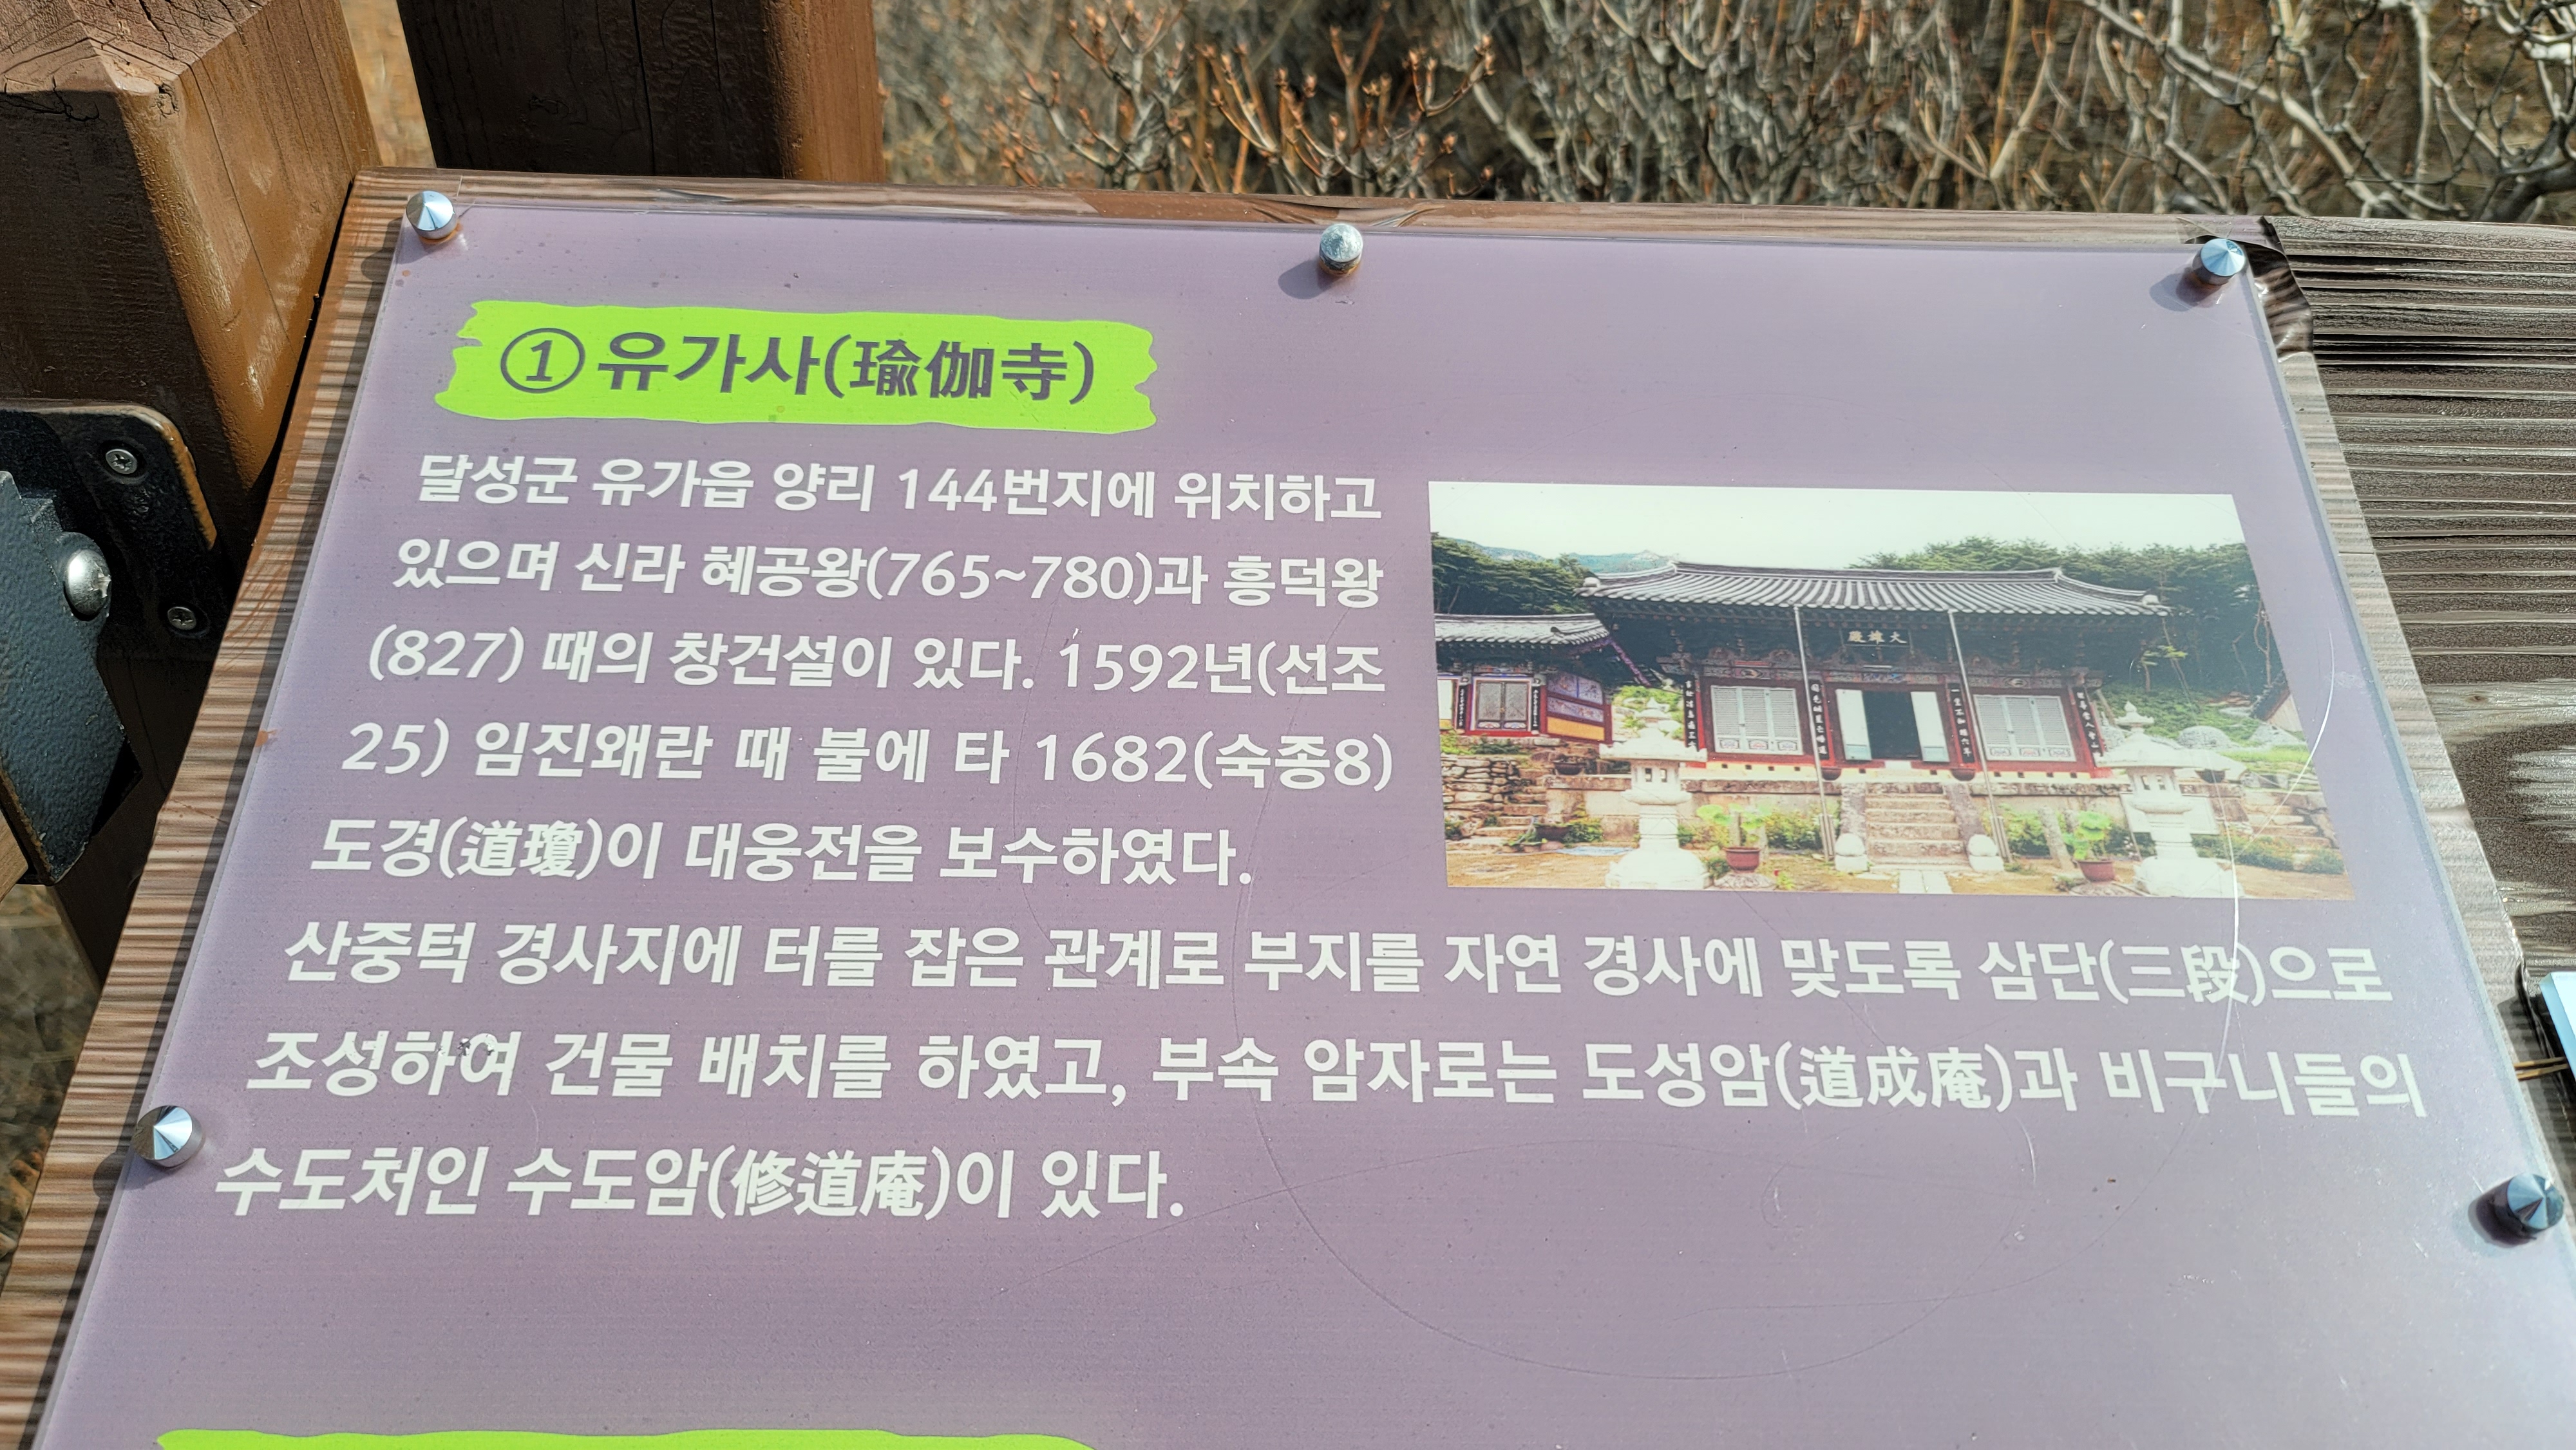 ①유가사(瑜伽寺)
달성군 유가읍 양리 144번지에 위치하고
있으며 신라 혜공왕(765~780)과 흥덕왕
(827) 때의 창건설이 있다. 1592년(선조
25) 임진왜란 때 불에 타 1682(숙종8)
도경(道瓊)이 대웅전을 보수하였다.
大雄殿
산중턱 경사지에 터를 잡은 관계로 부지를 자연 경사에 맞도록 삼단(三段)으로
조성하여 건물 배치를 하였고, 부속 암자로는 도성암(道成庵)과 비구니들의
수도처인 수도암(修道庵)이 있다.